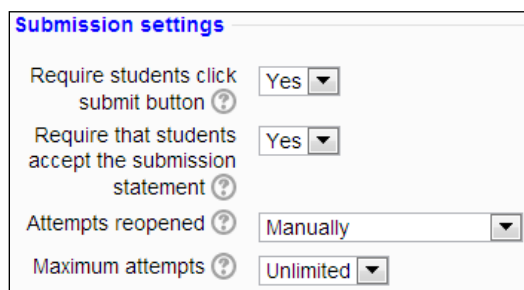 Submission settings
Require students click
submit button
Yes
Require that students
accept the submission
statement
Yes
Attempts reopened
Manually
Maximum attempts
Unlimited